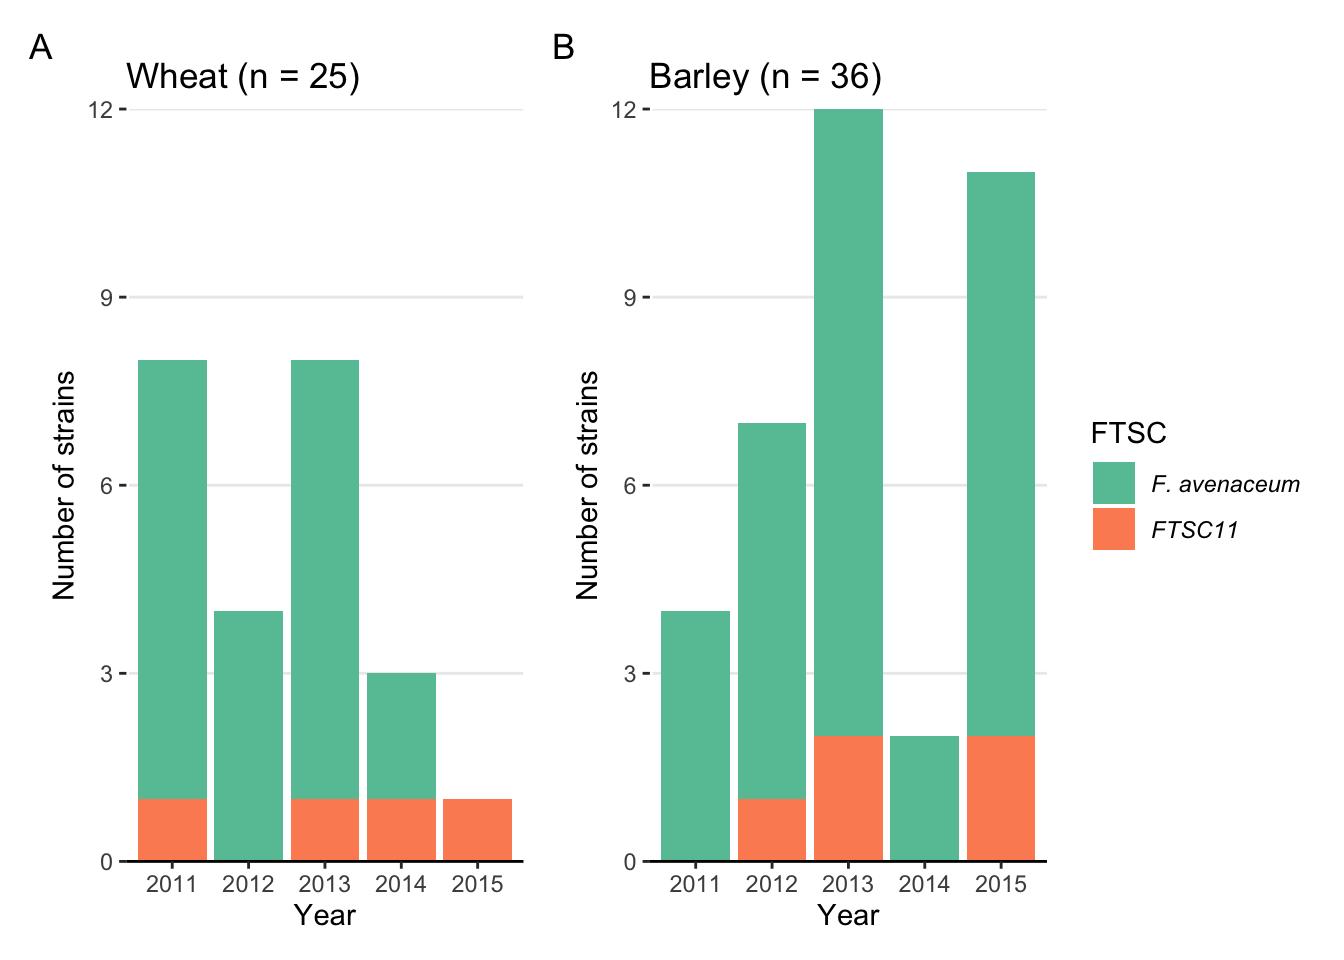 A
Wheat (n = 25)
12
9
6
3
0
Number of strains
2011 2012 2013 2014 2015
Year
B
Barley (n = 36)
12
9
6
3
0
Number of strains
2011 2012 2013 2014 2015
Year
FTSC
F. avenaceum
FTSC11